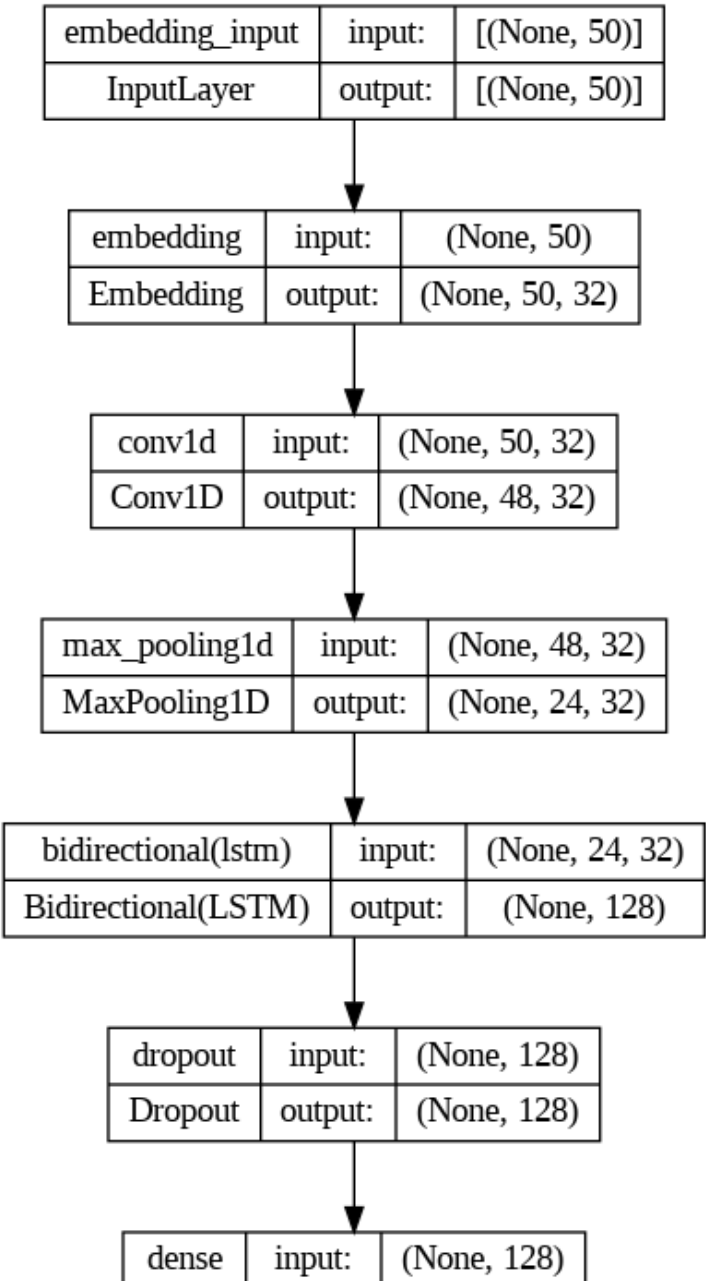 embedding_input input: [(None, 50)]
InputLayer output: [(None, 50)]
embedding input: (None, 50)
Embedding output: (None, 50, 32)
conv1d input: (None, 50, 32)
Conv1D output: (None, 48, 32)
max_pooling1d input: (None, 48, 32)
MaxPooling1D output: (None, 24, 32)
bidirectional(lstm) input: (None, 24, 32)
Bidirectional(LSTM) output: (None, 128)
dropout input: (None, 128)
Dropout output: (None, 128)
dense input: (None, 128)